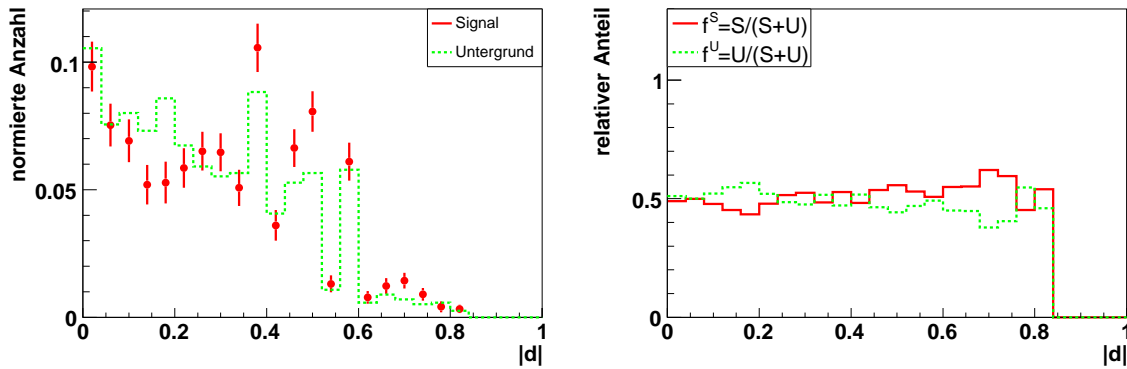 normierte Anzahl
Signal
Untergrund
0.1
0.05
0
0 0.2 0.4 0.6 0.8 1
|d|
relativer Anteil
f^S=S/(S+U)
f^U=U/(S+U)
1
0.5
0
0 0.2 0.4 0.6 0.8 1
|d|